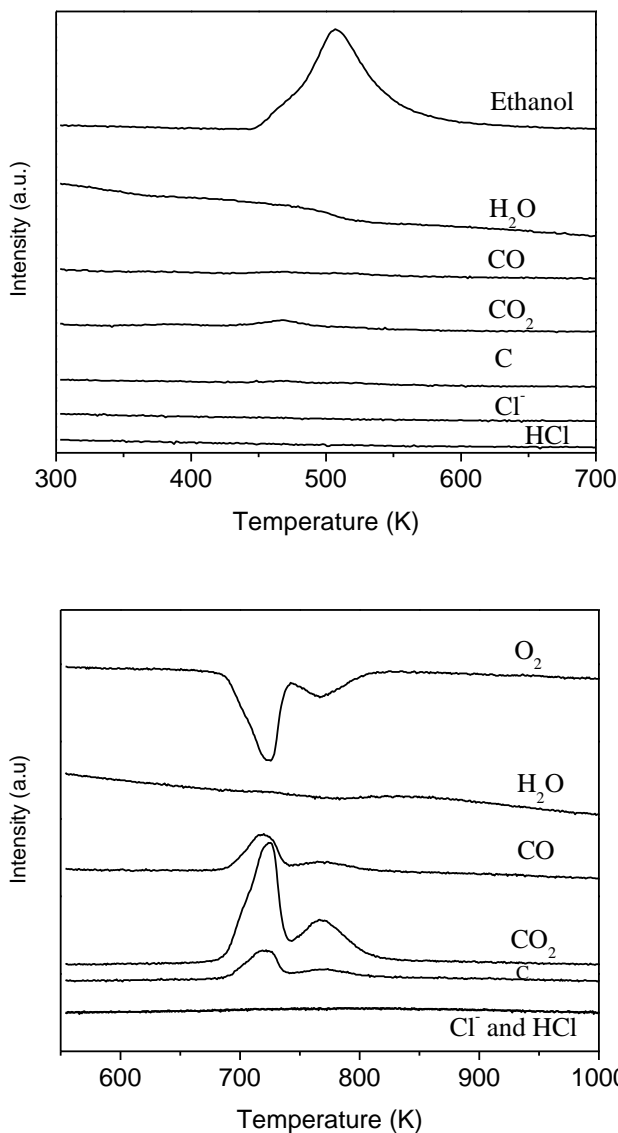 Intensity (a.u.)
Ethanol
H₂O
CO
CO₂
C
Cl⁻
HCl
300 400 500 600 700
Temperature (K)
Intensity (a.u)
O₂
H₂O
CO
CO₂
C
Cl⁻ and HCl
600 700 800 900 1000
Temperature (K)